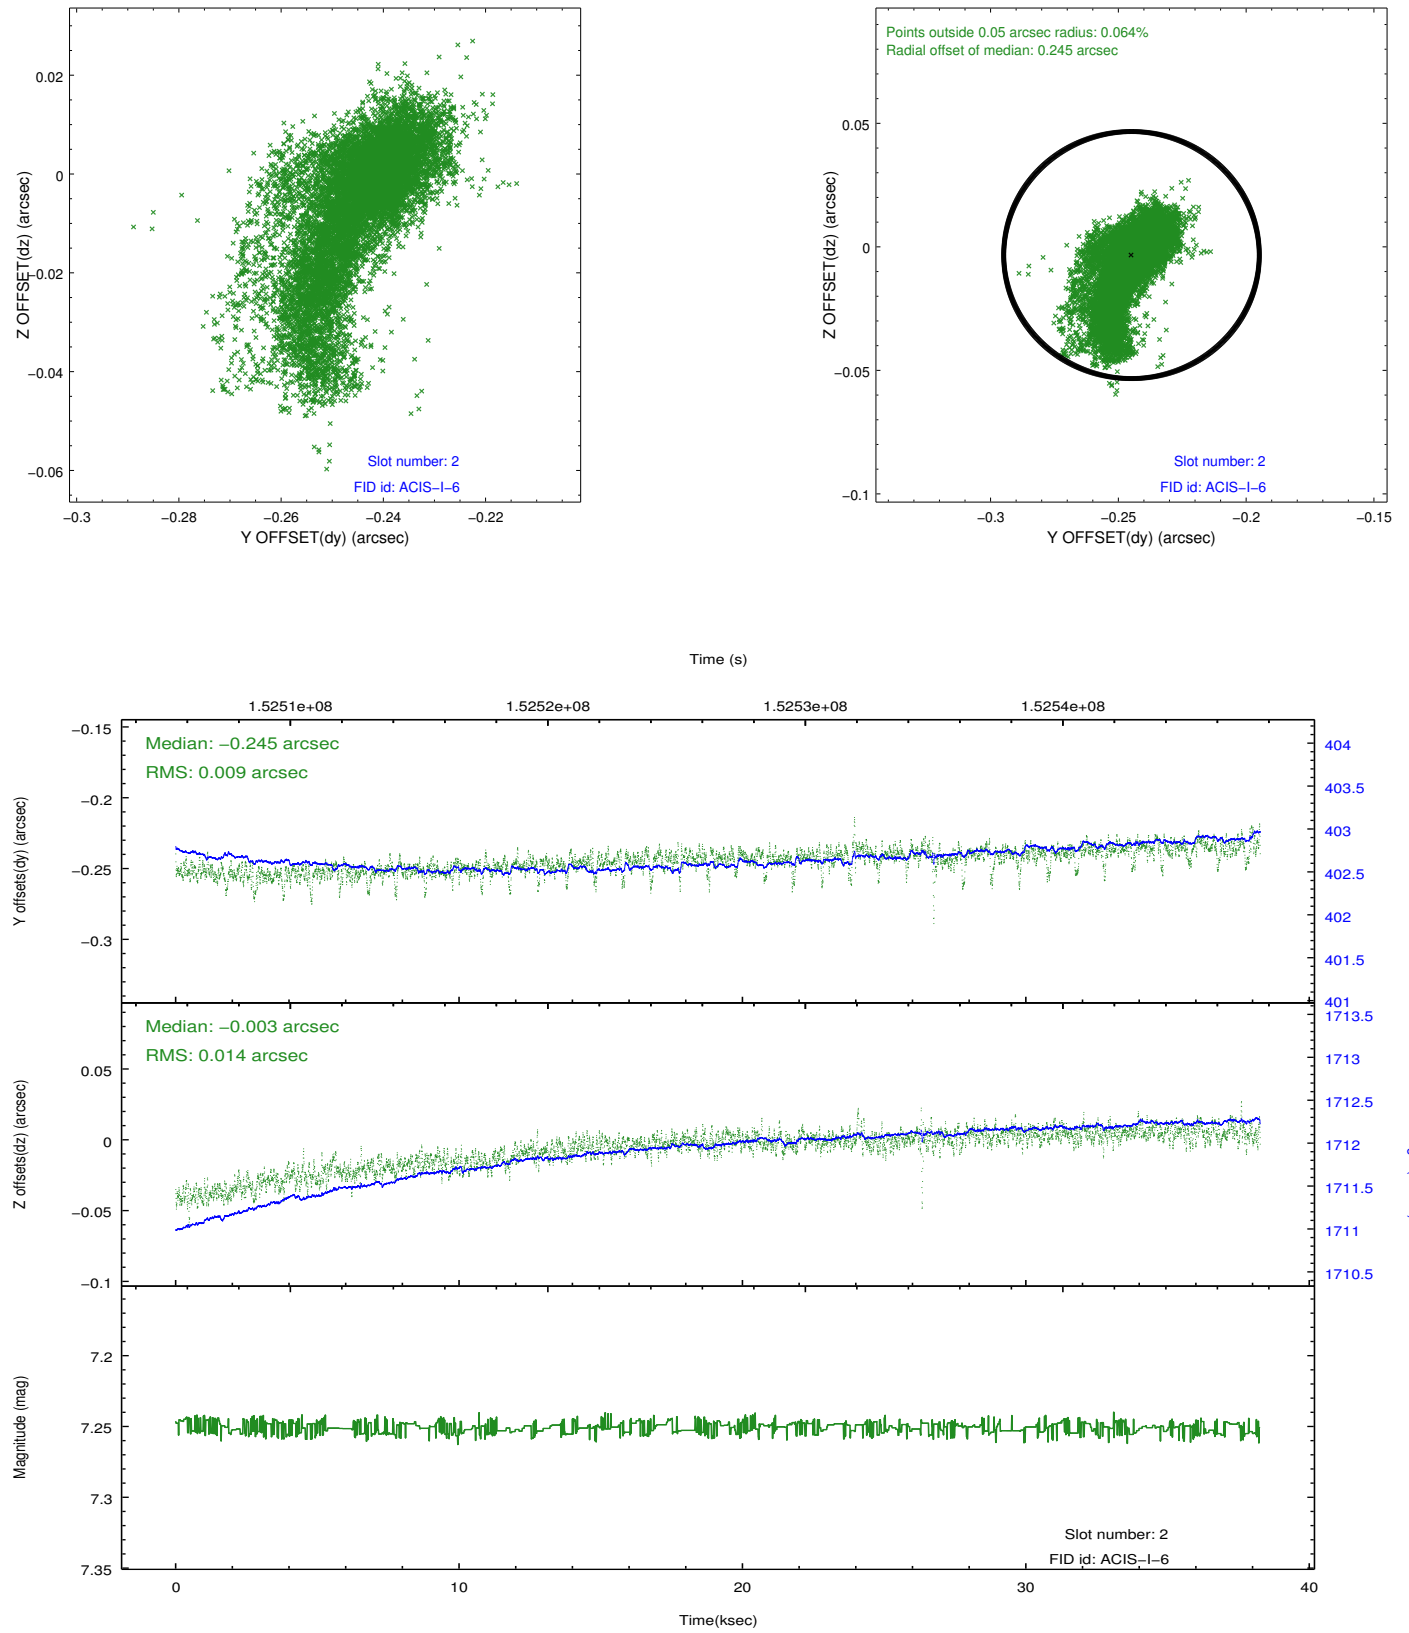 0.02
0
−0.02
−0.04
−0.06
Z OFFSET(dz) (arcsec)
Slot number: 2
FID id: ACIS−I−6
−0.3
−0.28
−0.26
−0.24
−0.22
Y OFFSET(dy) (arcsec)
Points outside 0.05 arcsec radius: 0.064%
Radial offset of median: 0.245 arcsec
0.05
0
−0.05
−0.1
Z OFFSET(dz) (arcsec)
Slot number: 2
FID id: ACIS−I−6
−0.3
−0.25
−0.2
−0.15
Y OFFSET(dy) (arcsec)
Time (s)
1.5251e+08
1.5252e+08
1.5253e+08
1.5254e+08
Median: −0.245 arcsec
RMS: 0.009 arcsec
−0.15
−0.2
−0.25
−0.3
Y offsets(dy) (arcsec)
404
403.5
403
402.5
402
401.5
401
Median: −0.003 arcsec
RMS: 0.014 arcsec
0.05
0
−0.05
−0.1
Z offsets(dz) (arcsec)
1713.5
1713
1712.5
1712
1711.5
1711
1710.5
7.2
7.25
7.3
7.35
Magnitude (mag)
Slot number: 2
FID id: ACIS−I−6
0
10
20
30
40
Time(ksec)